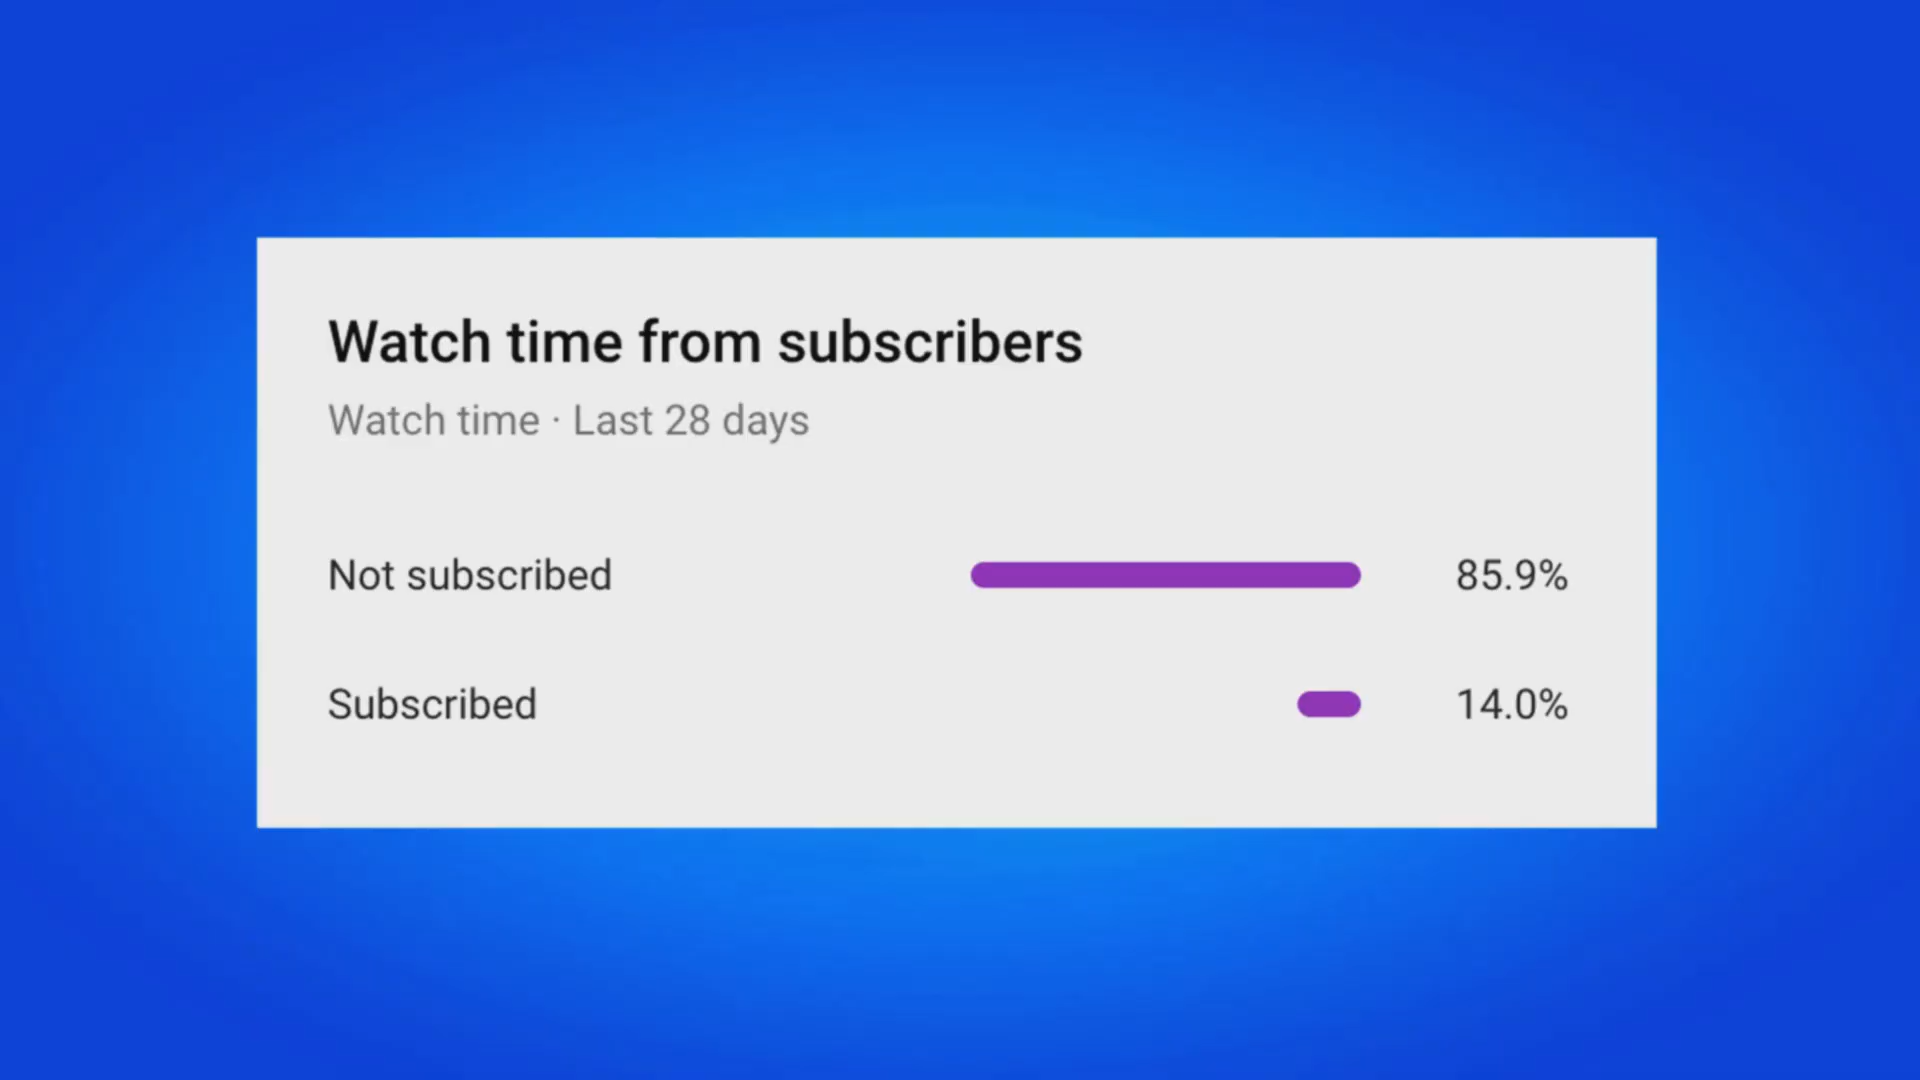 Watch time from subscribers
Watch time · Last 28 days
Not subscribed 85.9%
Subscribed 14.0%